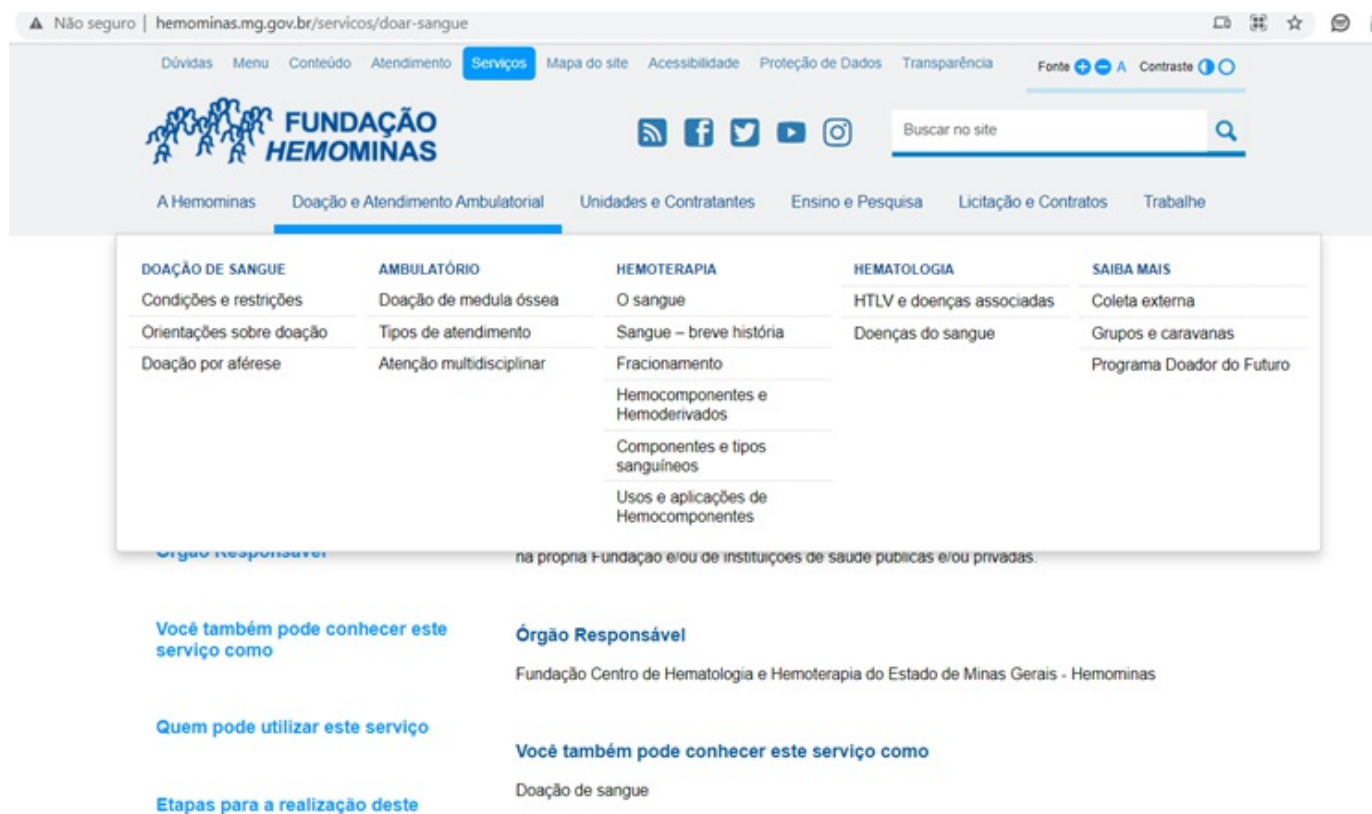 Não seguro | hemominas.mg.gov.br/servicos/doar-sangue
Dúvidas Menu Conteúdo Atendimento Serviços Mapa do site Acessibilidade Proteção de Dados Transparência Fonte A Contraste
FUNDAÇÃO
HEMOMINAS
Buscar no site
A Hemominas Doação e Atendimento Ambulatorial Unidades e Contratantes Ensino e Pesquisa Licitação e Contratos Trabalhe
DOAÇÃO DE SANGUE
Condições e restrições
Orientações sobre doação
Doação por aférese
AMBULATÓRIO
Doação de medula óssea
Tipos de atendimento
Atenção multidisciplinar
HEMOTERAPIA
O sangue
Sangue – breve história
Fracionamento
Hemocomponentes e
Hemoderivados
Componentes e tipos
sanguíneos
Usos e aplicações de
Hemocomponentes
HEMATOLOGIA
HTLV e doenças associadas
Doenças do sangue
SAIBA MAIS
Coleta externa
Grupos e caravanas
Programa Doador do Futuro
Órgão Responsável
Você também pode conhecer este
serviço como
Quem pode utilizar este serviço
Etapas para a realização deste
na própria Fundação e/ou de instituições de saúde públicas e/ou privadas.
Órgão Responsável
Fundação Centro de Hematologia e Hemoterapia do Estado de Minas Gerais - Hemominas
Você também pode conhecer este serviço como
Doação de sangue